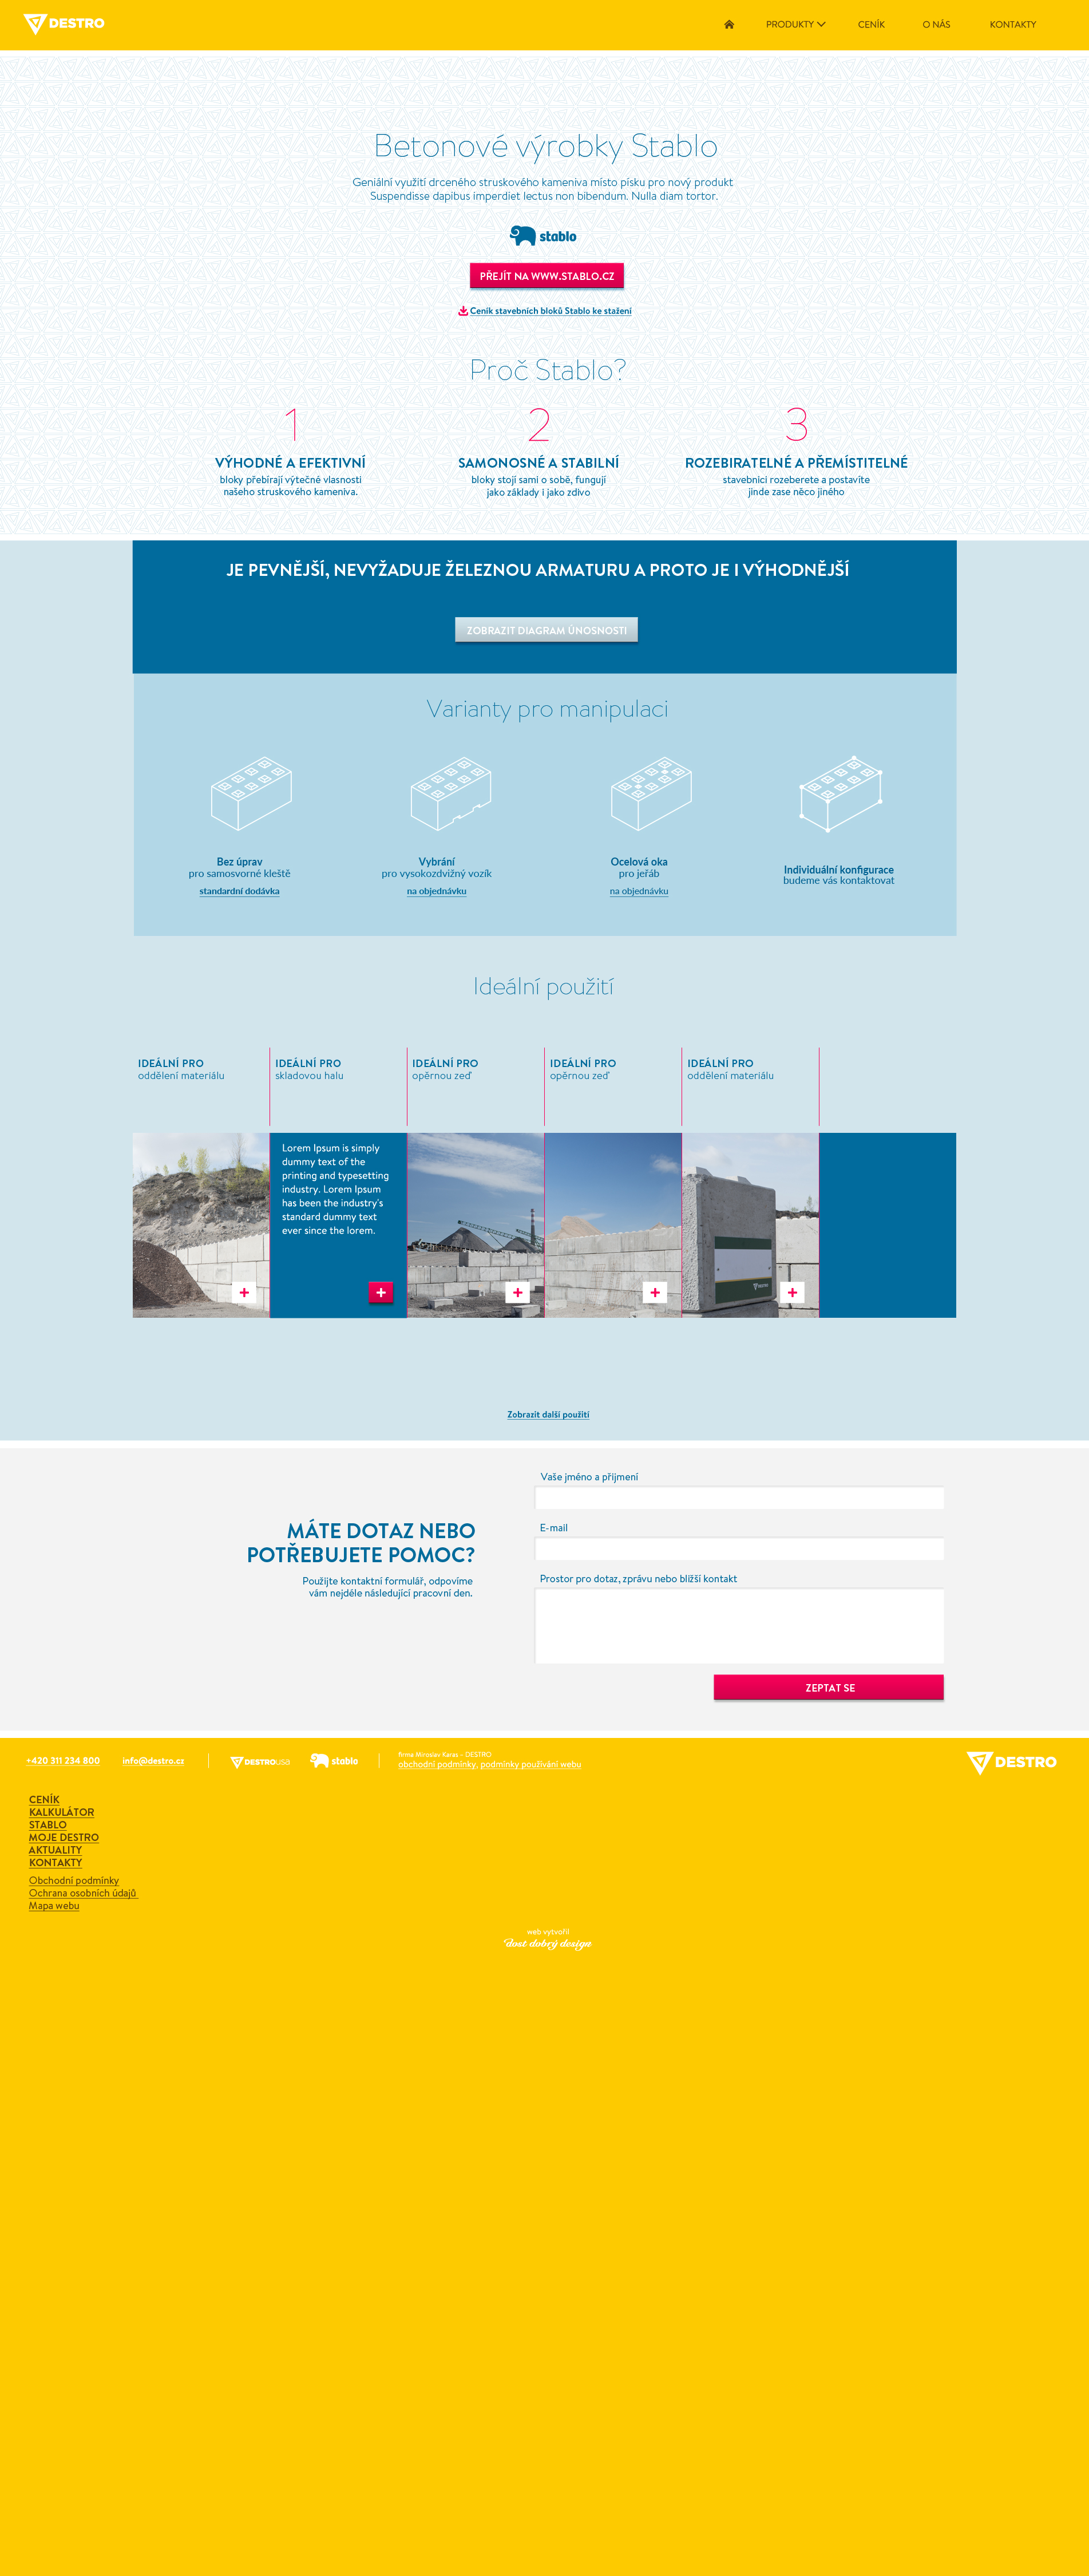 DESTRO
PRODUKTY
CENÍK
O NÁS
KONTAKTY
Betonové výrobky Stablo
Geniální využití drceného struskového kameniva místo písku pro nový produkt
Suspendisse dapibus imperdiet lectus non bibendum. Nulla diam tortor.
stablo
PŘEJÍT NA WWW.STABLO.CZ
Ceník stavebních bloků Stablo ke stažení
Proč Stablo?
1
VÝHODNÉ A EFEKTIVNÍ
bloky přebírají výtečné vlasnosti
našeho struskového kameniva.
2
SAMONOSNÉ A STABILNÍ
bloky stojí sami o sobě, fungují
jako základy i jako zdivo
3
ROZEBIRATELNÉ A PŘEMÍSTITELNÉ
stavebnici rozeberete a postavíte
jinde zase něco jiného
JE PEVNĚJŠÍ, NEVYŽADUJE ŽELEZNOU ARMATURU A PROTO JE I VÝHODNĚJŠÍ
ZOBRAZIT DIAGRAM ÚNOSNOSTI
Varianty pro manipulaci
Bez úprav
pro samosvorné kleště
standardní dodávka
Vybrání
pro vysokozdvižný vozík
na objednávku
Ocelová oka
pro jeřáb
na objednávku
Individuální konfigurace
budeme vás kontaktovat
Ideální použití
IDEÁLNÍ PRO
oddělení materiálu
IDEÁLNÍ PRO
skladovou halu
IDEÁLNÍ PRO
opěrnou zeď
IDEÁLNÍ PRO
opěrnou zeď
IDEÁLNÍ PRO
oddělení materiálu
Lorem Ipsum is simply
dummy text of the
printing and typesetting
industry. Lorem Ipsum
has been the industry's
standard dummy text
ever since the lorem.
DESTRO
Zobrazit další použití
MÁTE DOTAZ NEBO
POTŘEBUJETE POMOC?
Použijte kontaktní formulář, odpovíme
vám nejdéle následující pracovní den.
Vaše jméno a příjmení
E-mail
Prostor pro dotaz, zprávu nebo bližší kontakt
ZEPTAT SE
+420 311 234 800
info@destro.cz
DESTROUSB
stablo
firma Miroslav Karas – DESTRO
obchodní podmínky, podmínky používání webu
DESTRO
CENÍK
KALKULÁTOR
STABLO
MOJE DESTRO
AKTUALITY
KONTAKTY
Obchodní podmínky
Ochrana osobních údajů
Mapa webu
web vytvořil
Dost dobrý design